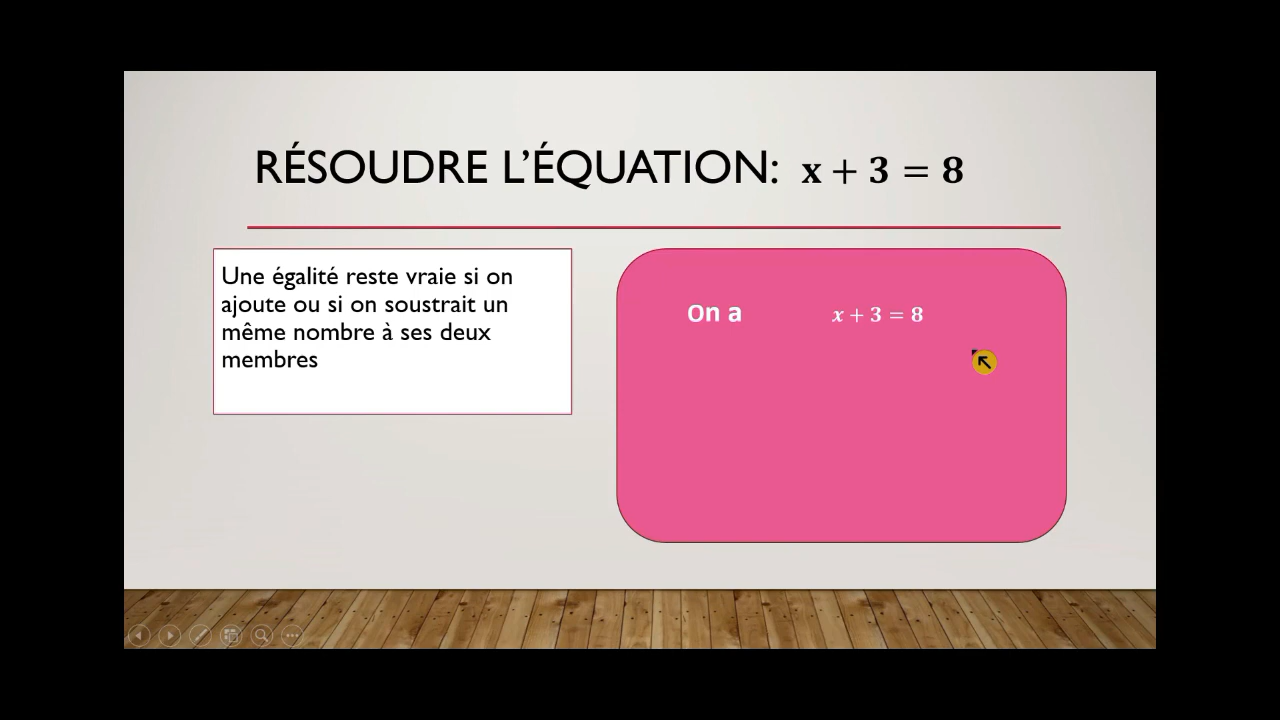 RÉSOUDRE L’ÉQUATION: x + 3 = 8
Une égalité reste vraie si on
ajoute ou si on soustrait un
même nombre à ses deux
membres
On a x + 3 = 8